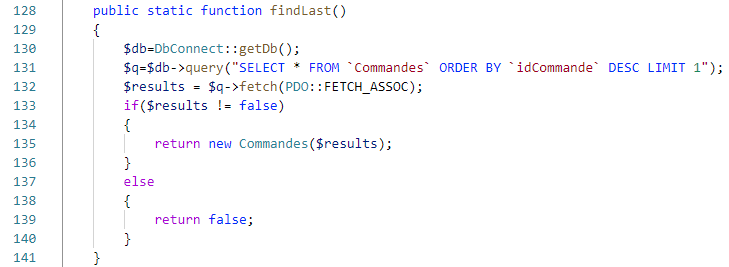 128 public static function findLast()
129 {
130 $db=DbConnect::getDb();
131 $q=$db->query("SELECT * FROM `Commandes` ORDER BY `idCommande` DESC LIMIT 1");
132 $results = $q->fetch(PDO::FETCH_ASSOC);
133 if($results != false)
134 {
135 return new Commandes($results);
136 }
137 else
138 {
139 return false;
140 }
141 }